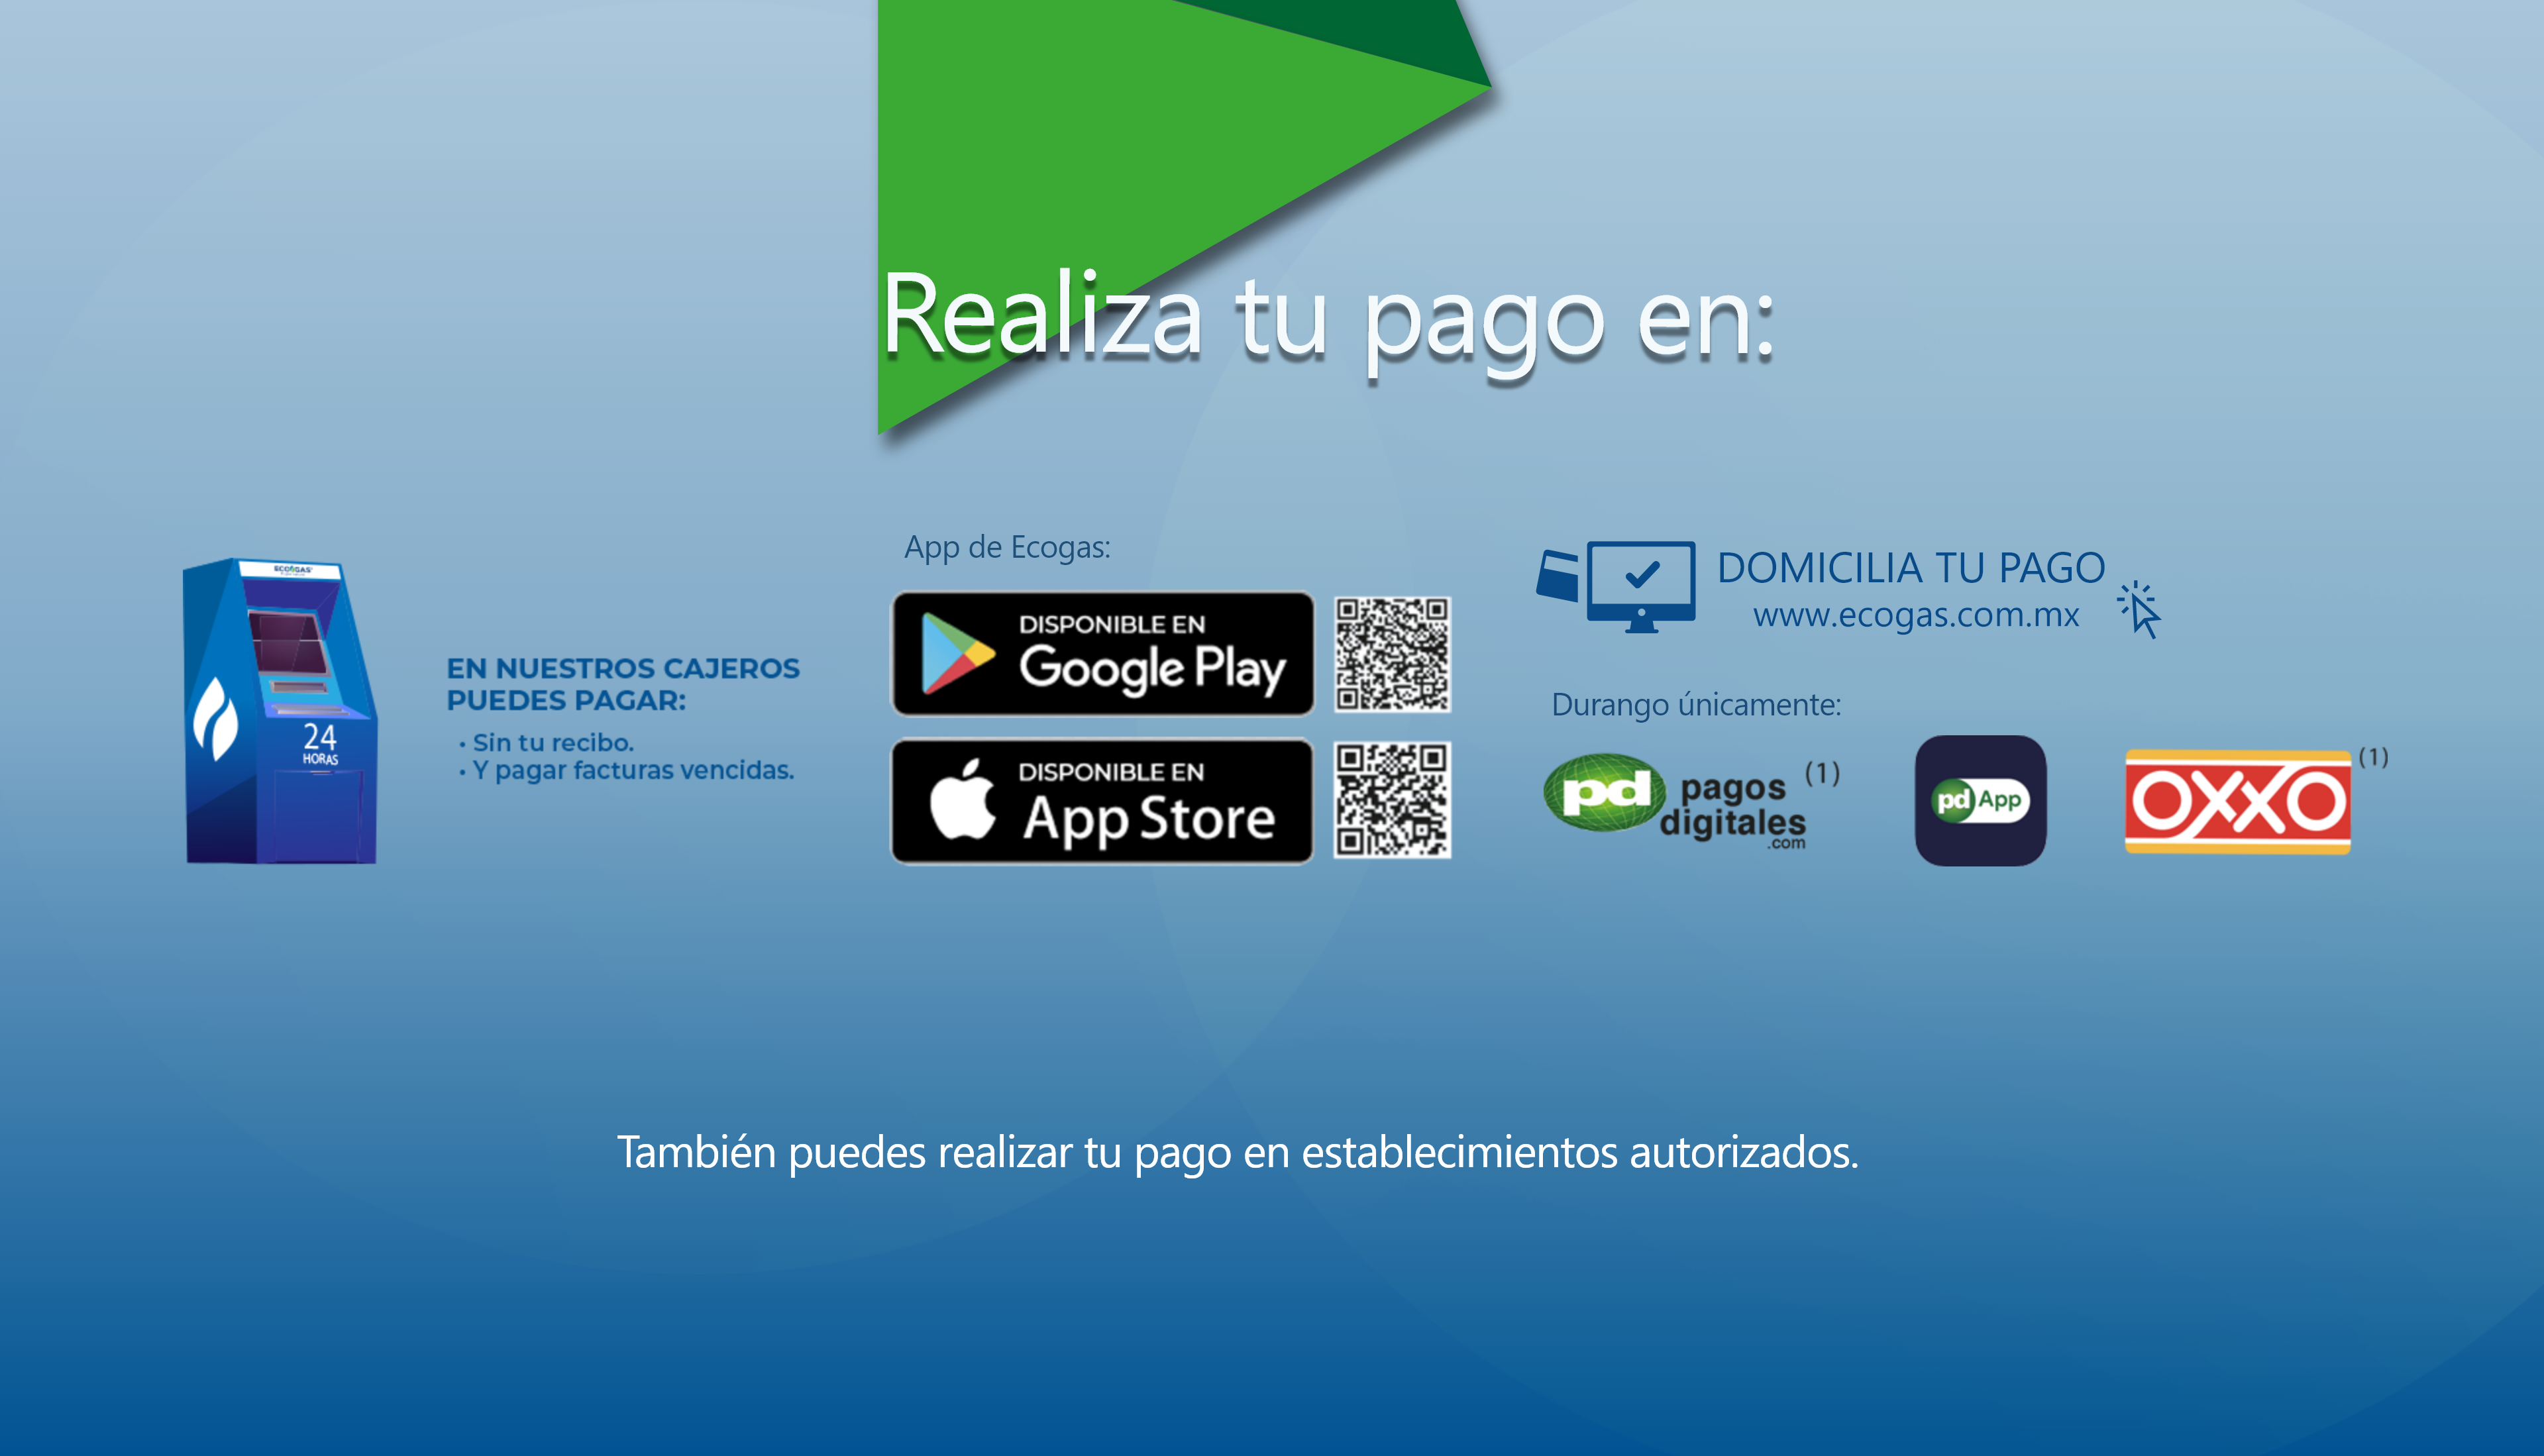 Realiza tu pago en:
ECOGAS
24
HORAS
EN NUESTROS CAJEROS
PUEDES PAGAR:
• Sin tu recibo.
• Y pagar facturas vencidas.
App de Ecogas:
DISPONIBLE EN
Google Play
DISPONIBLE EN
App Store
DOMICILIA TU PAGO
www.ecogas.com.mx
Durango únicamente:
pd pagos (1)
digitales
.com
pd App
OXXO (1)
También puedes realizar tu pago en establecimientos autorizados.